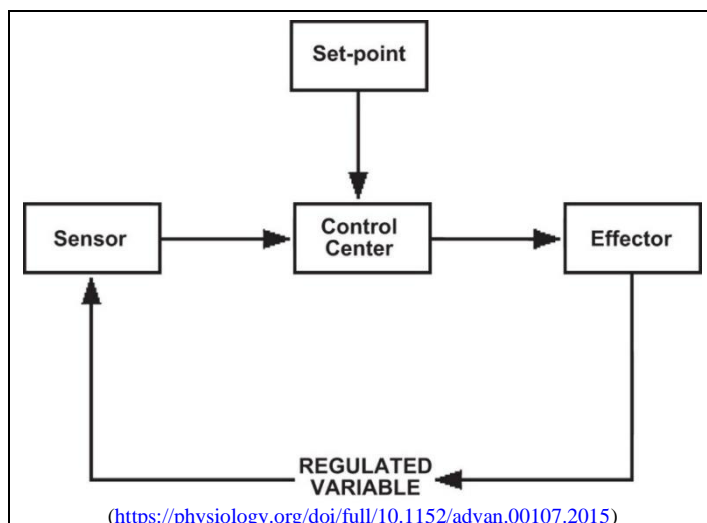 Set-point
Sensor
Control
Center
Effector
REGULATED
VARIABLE
(https://physiology.org/doi/full/10.1152/advan.00107.2015)